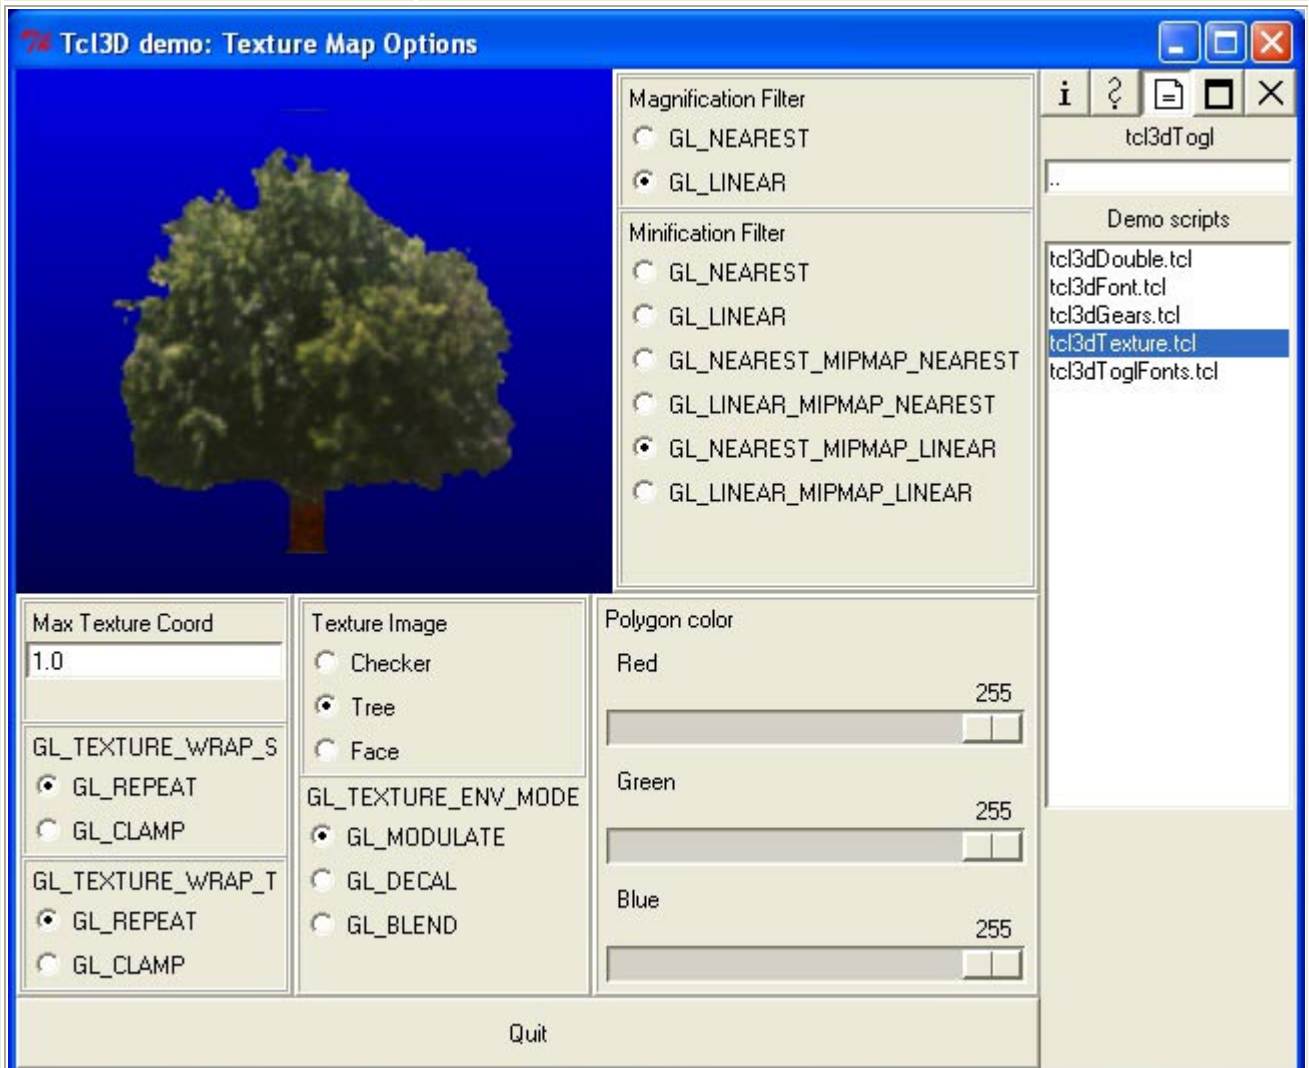 Tcl3D demo: Texture Map Options
Magnification Filter
GL_NEAREST
GL_LINEAR
Minification Filter
GL_NEAREST
GL_LINEAR
GL_NEAREST_MIPMAP_NEAREST
GL_LINEAR_MIPMAP_NEAREST
GL_NEAREST_MIPMAP_LINEAR
GL_LINEAR_MIPMAP_LINEAR
i ?
tcl3dTogl
..
Demo scripts
tcl3dDouble.tcl
tcl3dFont.tcl
tcl3dGears.tcl
tcl3dTexture.tcl
tcl3dToglFonts.tcl
Max Texture Coord
1.0
GL_TEXTURE_WRAP_S
GL_REPEAT
GL_CLAMP
GL_TEXTURE_WRAP_T
GL_REPEAT
GL_CLAMP
Texture Image
Checker
Tree
Face
GL_TEXTURE_ENV_MODE
GL_MODULATE
GL_DECAL
GL_BLEND
Polygon color
Red
255
Green
255
Blue
255
Quit